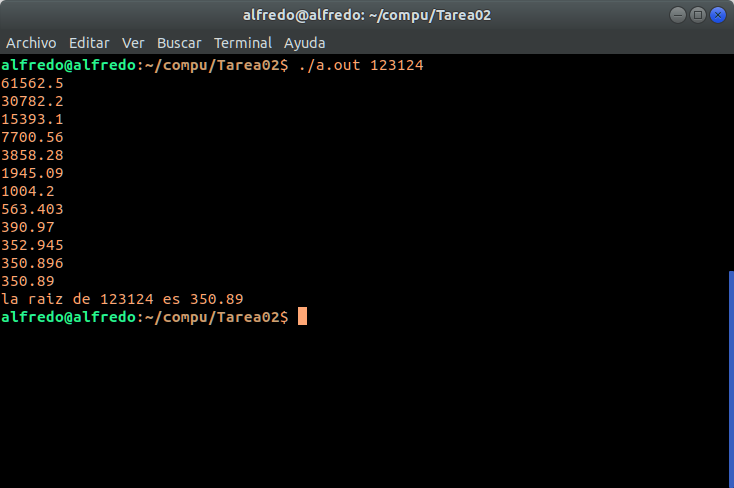 alfredo@alfredo: ~/compu/Tarea02
Archivo Editar Ver Buscar Terminal Ayuda
alfredo@alfredo:~/compu/Tarea02$ ./a.out 123124
61562.5
30782.2
15393.1
7700.56
3858.28
1945.09
1004.2
563.403
390.97
352.945
350.896
350.89
la raiz de 123124 es 350.89
alfredo@alfredo:~/compu/Tarea02$